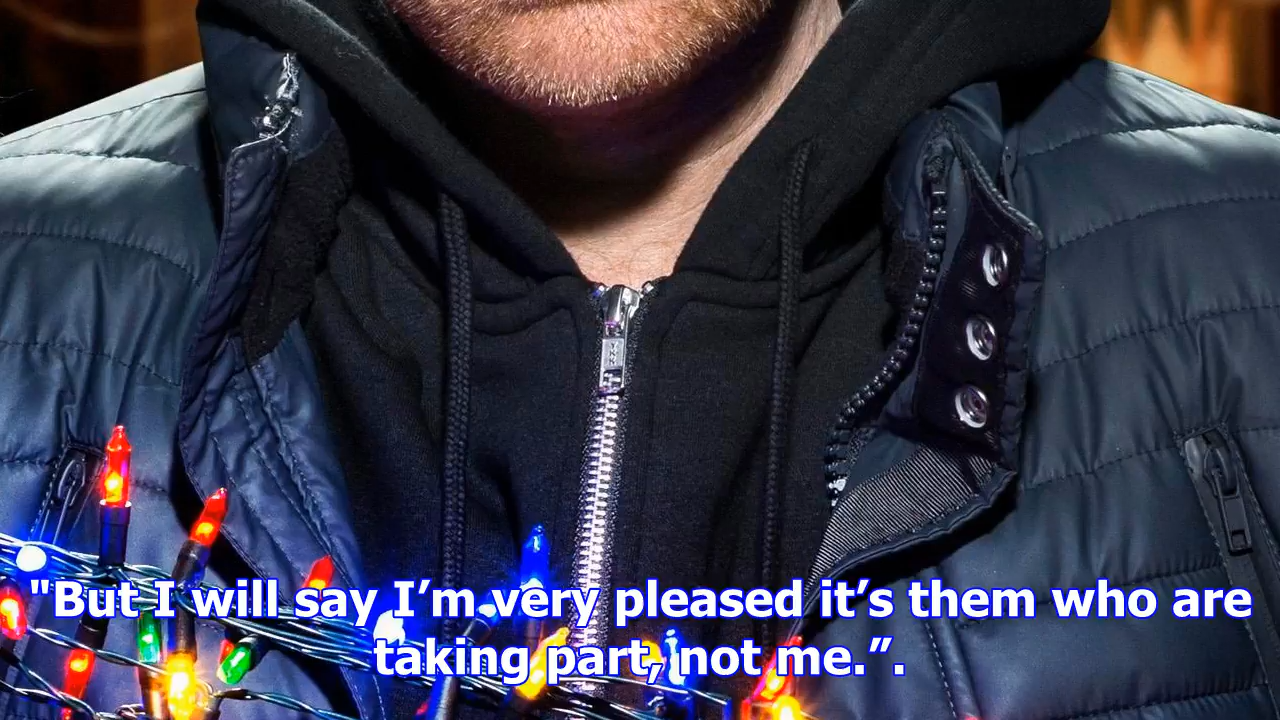 "But I will say I’m very pleased it’s them who are
taking part, not me.”.